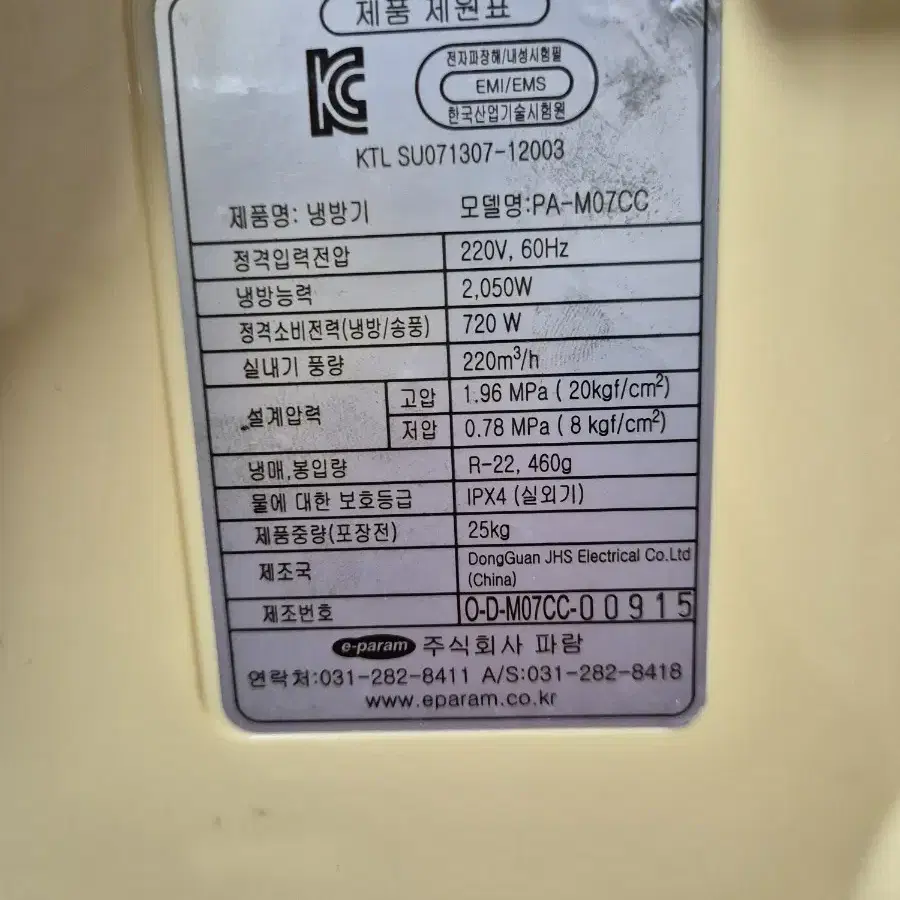 제품 제원표
전자파장해/내성시험필
EMI/EMS
한국산업기술시험원
KTL SU071307-12003
제품명: 냉방기 모델명:PA-M07CC
정격입력전압 220V, 60Hz
냉방능력 2,050W
정격소비전력(냉방/송풍) 720 W
실내기 풍량 220m³/h
설계압력 고압 1.96 MPa ( 20kgf/cm²)
저압 0.78 MPa ( 8 kgf/cm²)
냉매,봉입량 R-22, 460g
물에 대한 보호등급 IPX4 (실외기)
제품중량(포장전) 25kg
제조국 DongGuan JHS Electrical Co.Ltd
(China)
제조번호 O-D-M07CC-00915
e-param 주식회사 파람
연락처:031-282-8411 A/S:031-282-8418
www.eparam.co.kr